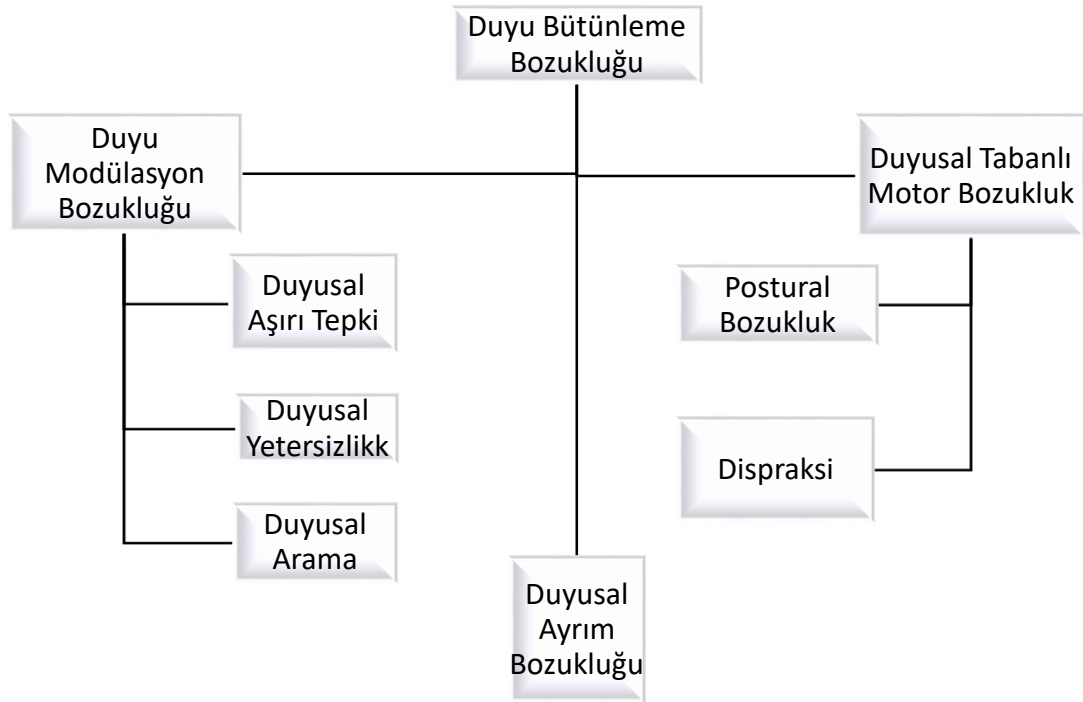 Duyu Bütünleme
Bozukluğu
Duyu
Modülasyon
Bozukluğu
Duyusal
Aşırı Tepki
Duyusal
Yetersizlikk
Duyusal
Arama
Duyusal Tabanlı
Motor Bozukluk
Postural
Bozukluk
Dispraksi
Duyusal
Ayrım
Bozukluğu